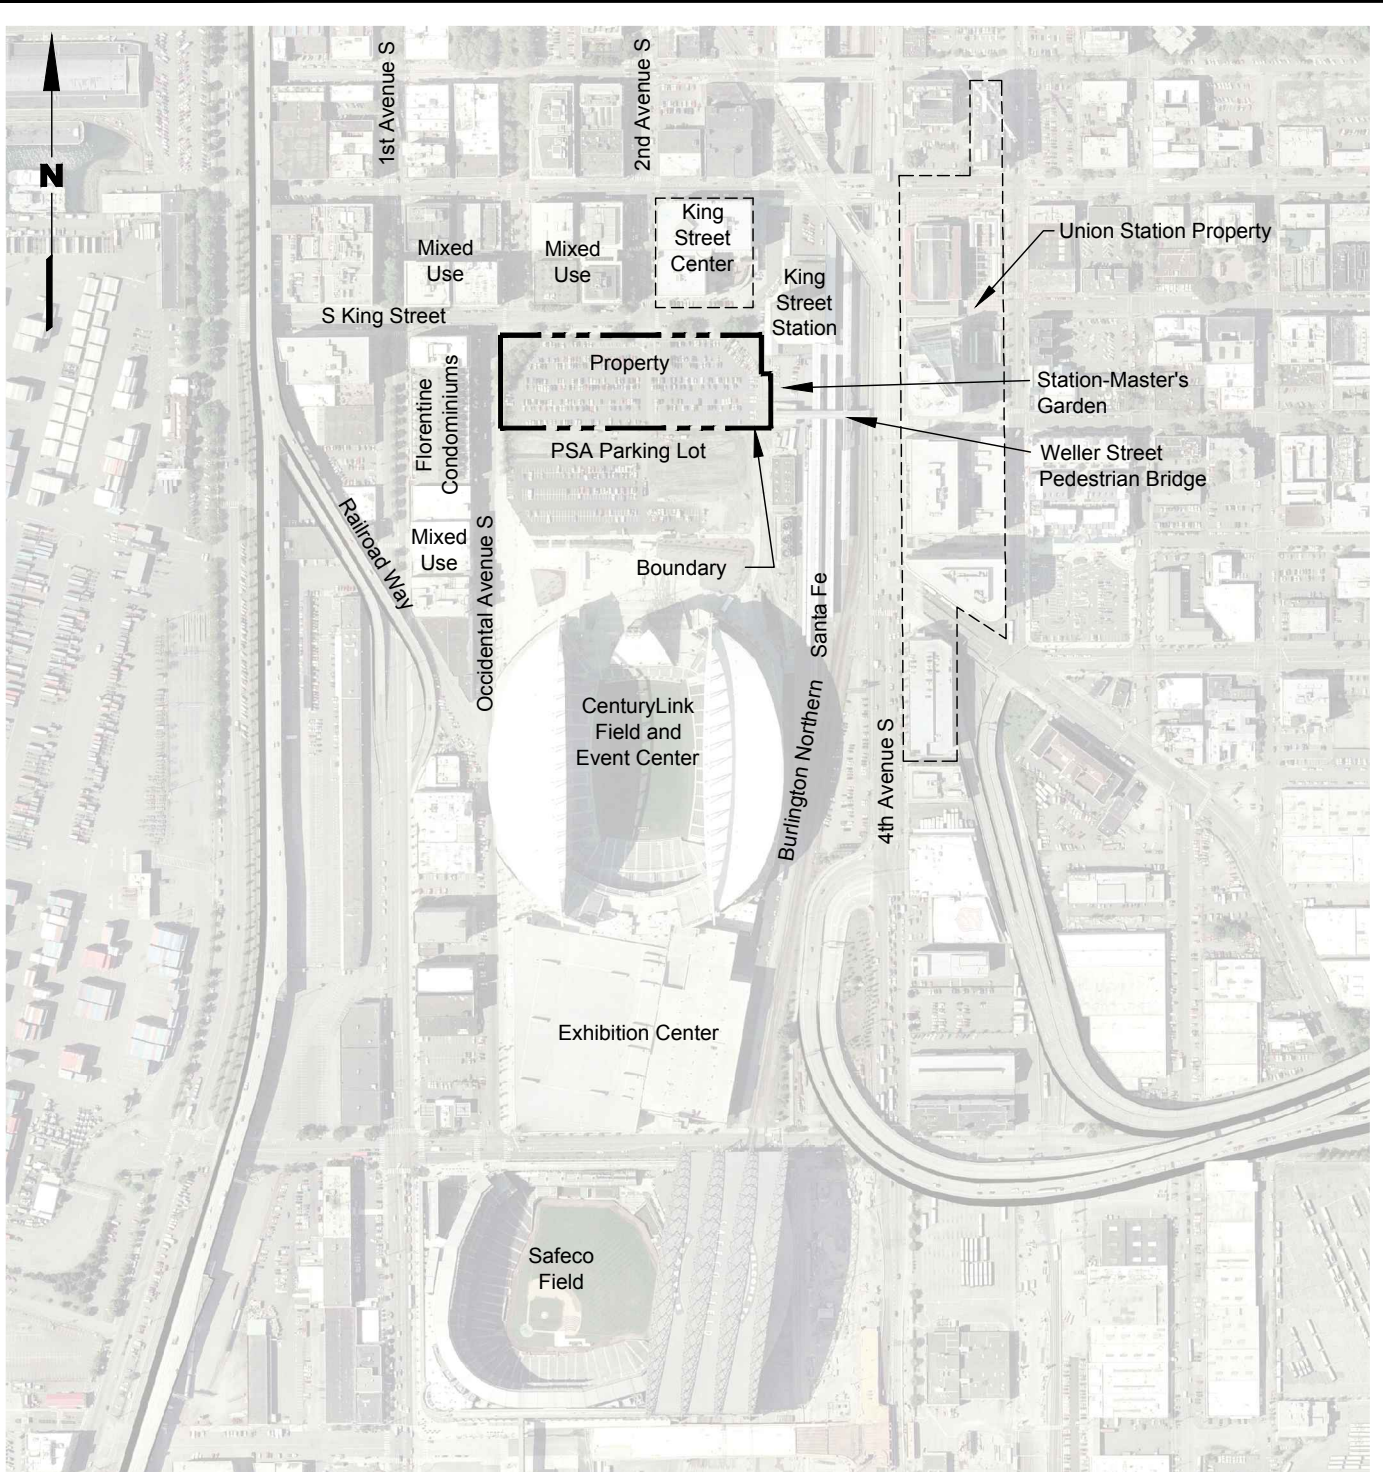 1st Avenue S
2nd Avenue S
N
King
Street
Center
Mixed
Use
Mixed
Use
Union Station Property
King
Street
Station
S King Street
Property
Florentine
Condominiums
Station-Master's
Garden
PSA Parking Lot
Weller Street
Pedestrian Bridge
Railroad Way
Mixed
Use
Occidental Avenue S
Boundary
Burlington Northern Santa Fe
CenturyLink
Field and
Event Center
4th Avenue S
Exhibition Center
Safeco
Field